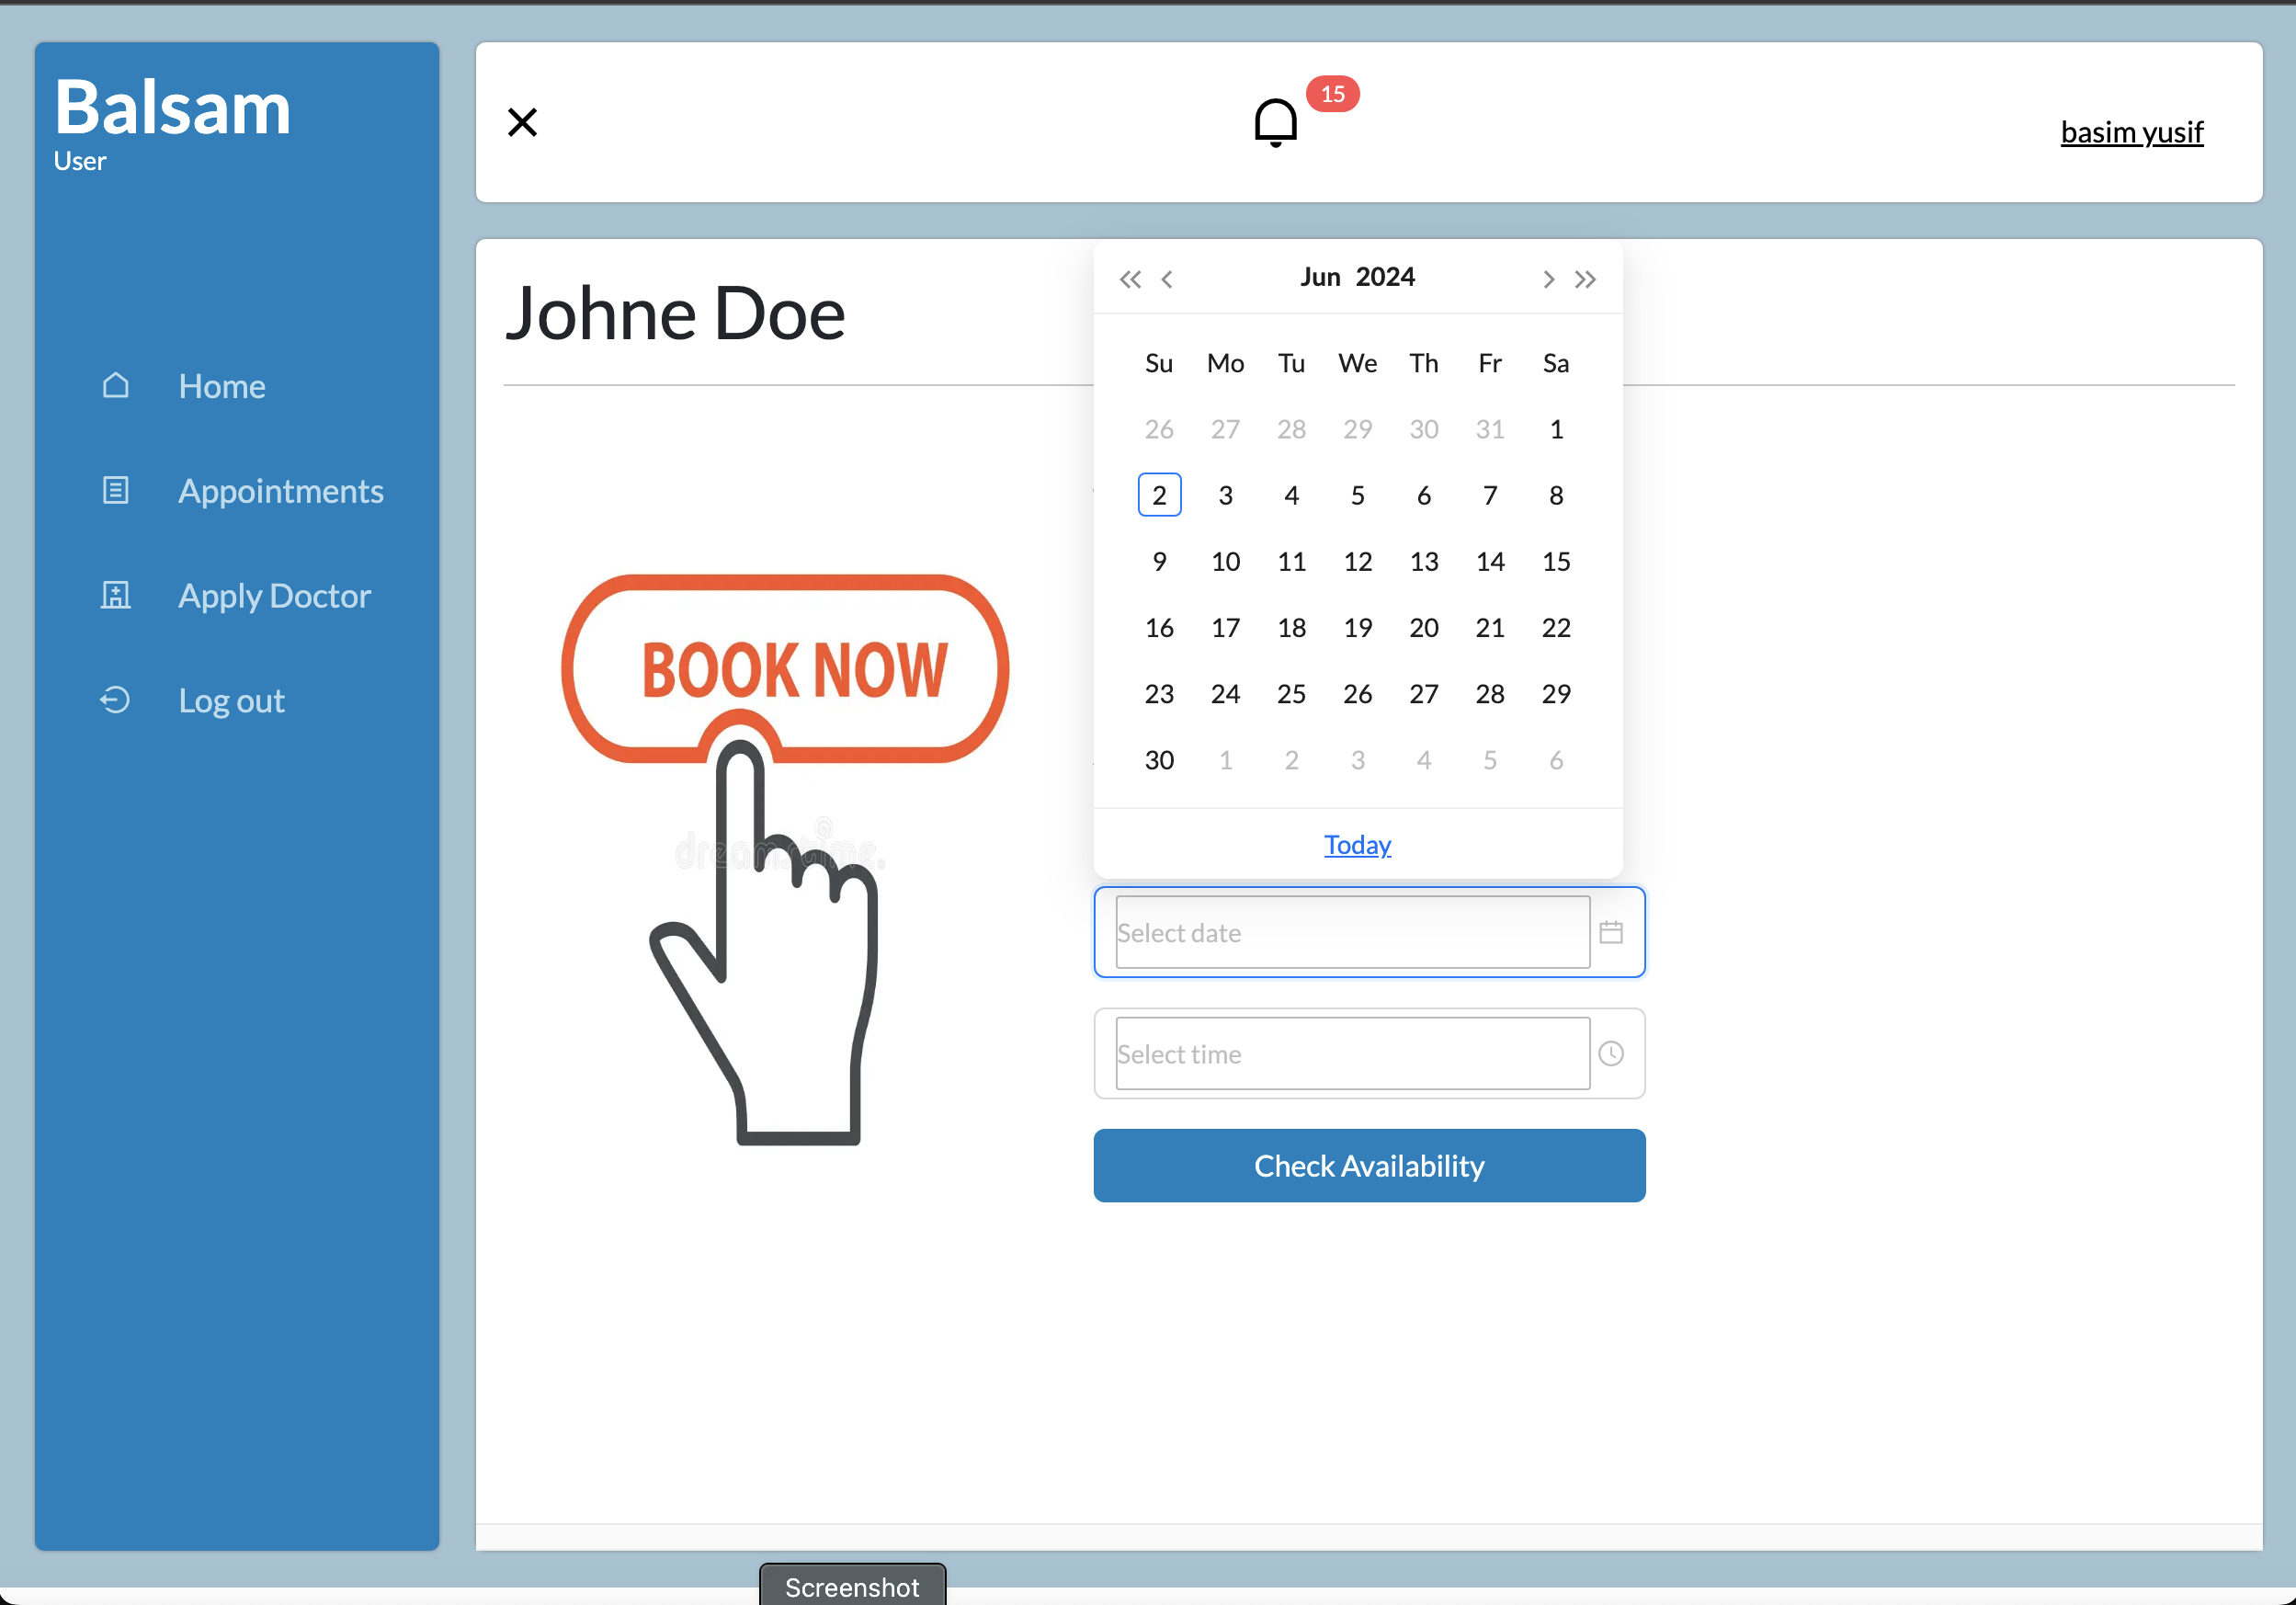 Balsam
User
Home
Appointments
Apply Doctor
Log out
15
basim yusif
Johne Doe
BOOK NOW
dreamstime.
Jun 2024
Su Mo Tu We Th Fr Sa
26 27 28 29 30 31 1
2 3 4 5 6 7 8
9 10 11 12 13 14 15
16 17 18 19 20 21 22
23 24 25 26 27 28 29
30 1 2 3 4 5 6
Today
Select date
Select time
Check Availability
Screenshot